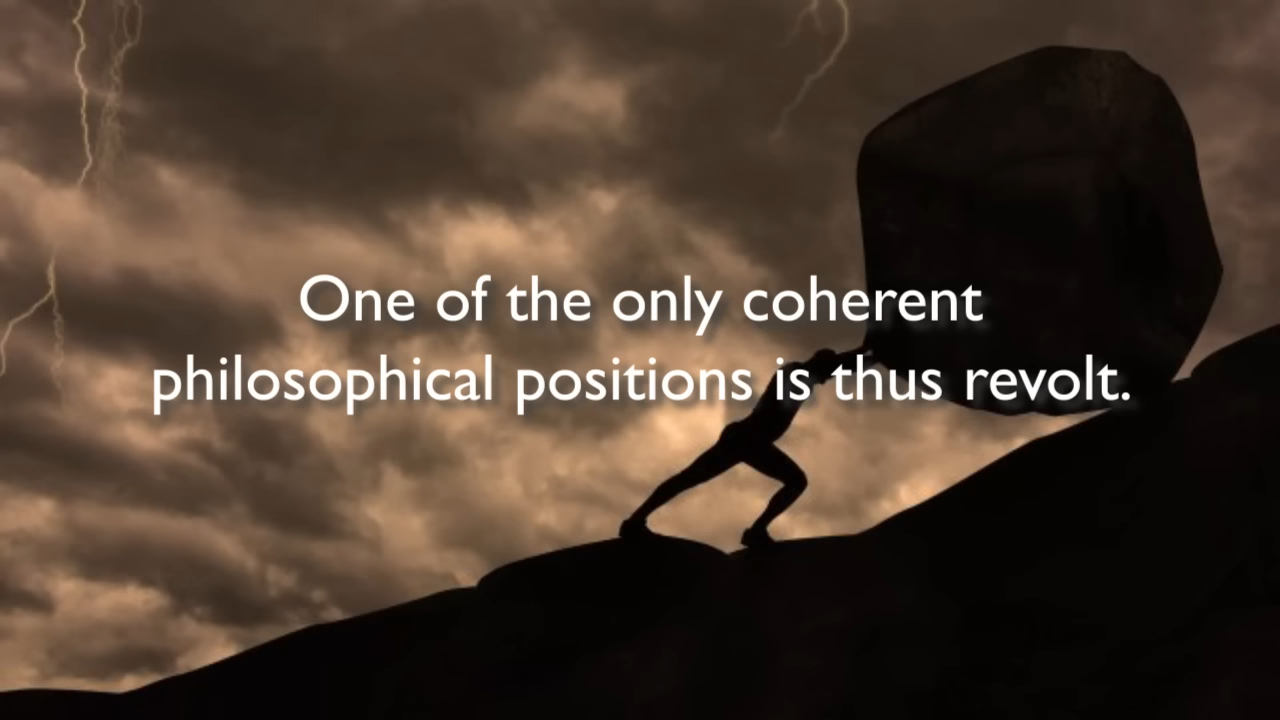 One of the only coherent
philosophical positions is thus revolt.